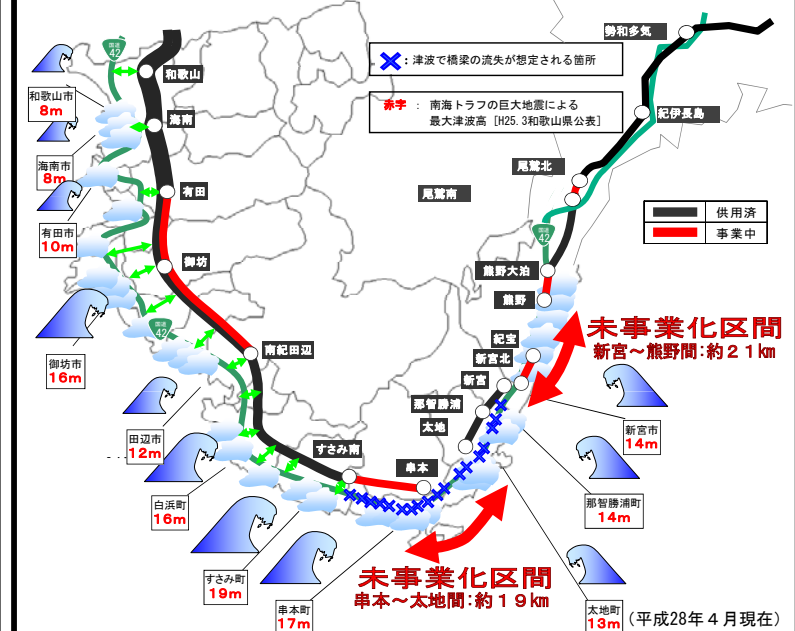 国道
42
勢和多気
✕：津波で橋梁の流失が想定される箇所
和歌山
和歌山市
8m
赤字 ： 南海トラフの巨大地震による
最大津波高 [H25.3和歌山県公表]
海南
紀伊長島
海南市
8m
尾鷲北
有田
尾鷲南
供用済
事業中
有田市
10m
国道
42
御坊
熊野大泊
熊野
国道
42
未事業化区間
新宮～熊野間：約２１km
紀宝
南紀田辺
新宮北
御坊市
16m
新宮
那智勝浦
太地
田辺市
12m
新宮市
14m
すさみ南
串本
白浜町
16m
那智勝浦町
14m
すさみ町
19m
未事業化区間
串本～太地間：約１９km
串本町
17m
太地町
13m
(平成28年４月現在)